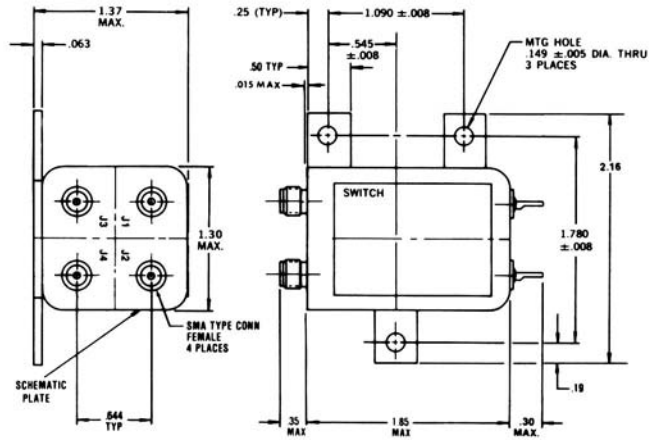 1.37
MAX.
.063
.25 (TYP)
1.090 ±.008
.545
±.008
.50 TYP
.015 MAX
MTG HOLE
.149 ±.005 DIA. THRU
3 PLACES
SWITCH
2.16
1.780
±.008
1.30
MAX.
J3
J1
J4
J2
SMA TYPE CONN
FEMALE
4 PLACES
SCHEMATIC
PLATE
.644
TYP
.35
MAX
1.85
MAX
.30
MAX.
.19